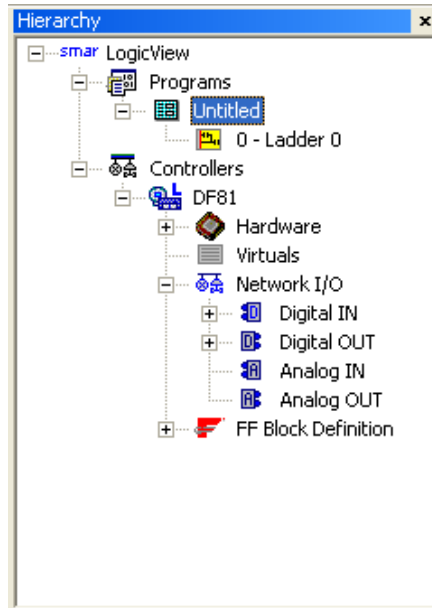 Hierarchy
smar LogicView
Programs
Untitled
0 - Ladder 0
Controllers
DF81
Hardware
Virtuals
Network I/O
Digital IN
Digital OUT
Analog IN
Analog OUT
FF Block Definition